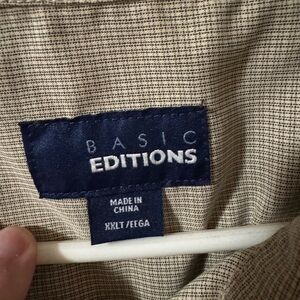 BASIC
EDITIONS
MADE IN
CHINA
XXLT/EEGA